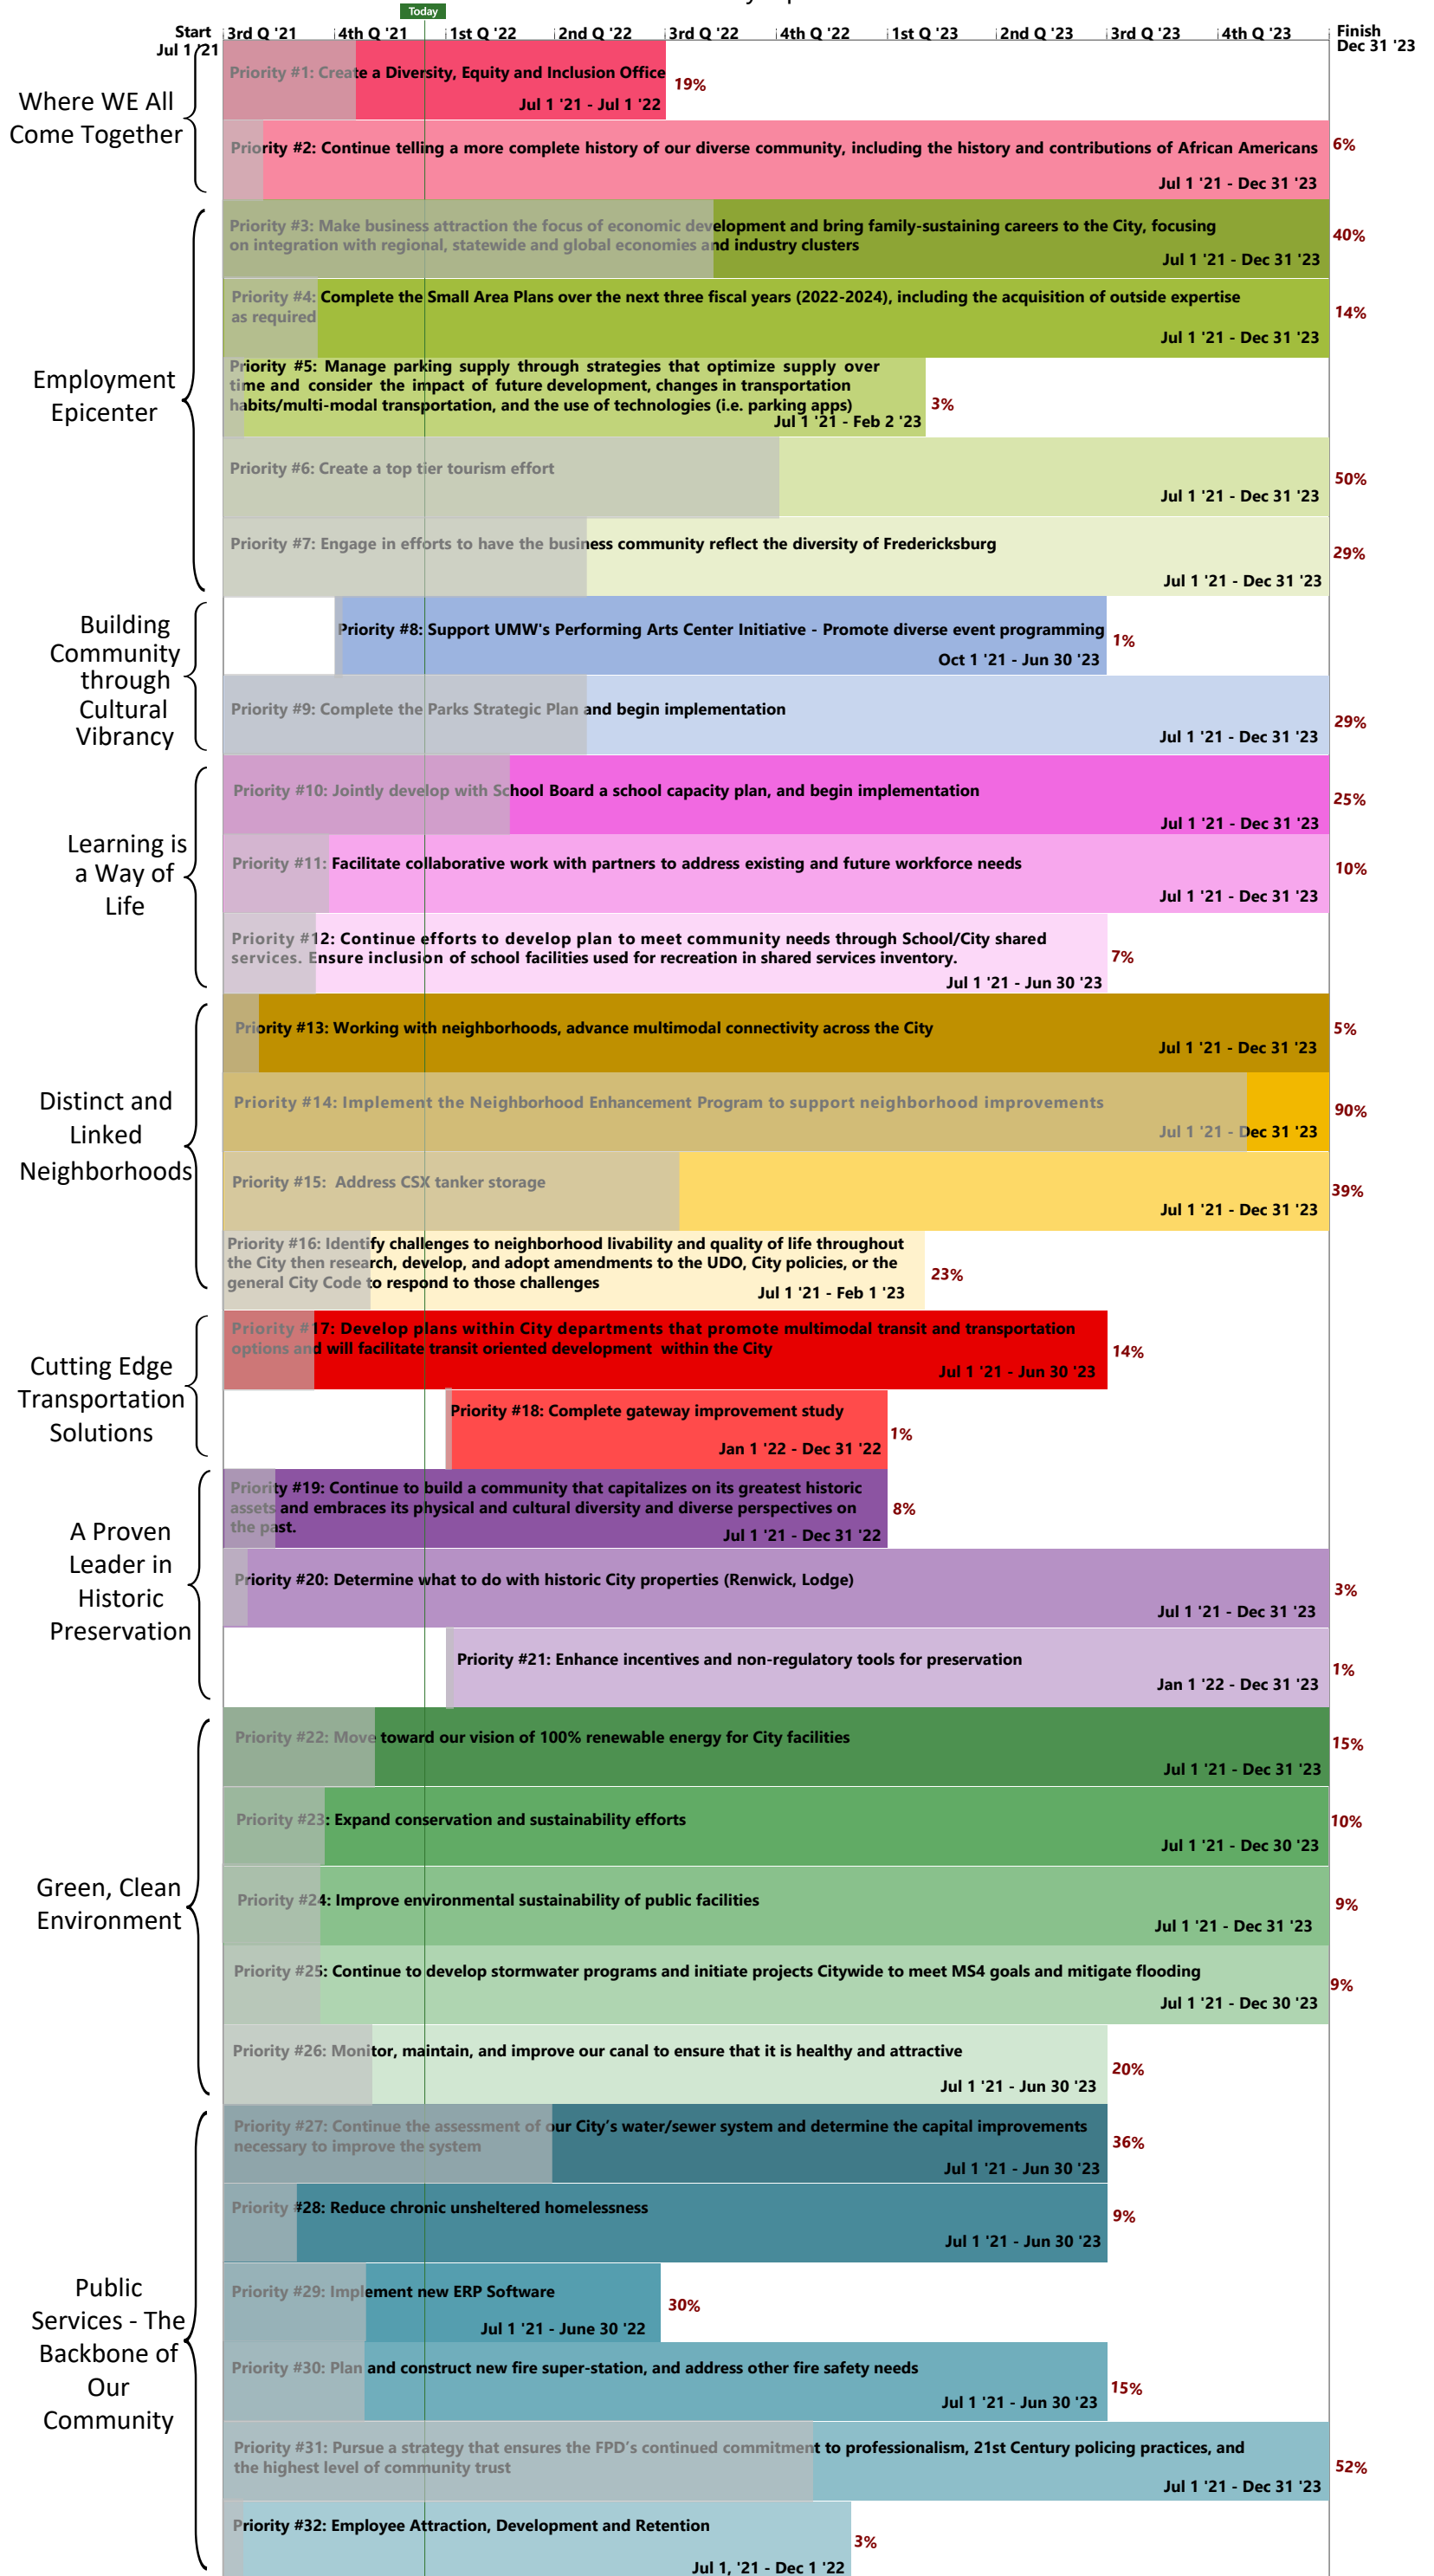 Today
Start
Jul 1 '21
3rd Q '21
4th Q '21
1st Q '22
2nd Q '22
3rd Q '22
4th Q '22
1st Q '23
2nd Q '23
3rd Q '23
4th Q '23
Finish
Dec 31 '23
Where WE All
Come Together
Priority #1: Create a Diversity, Equity and Inclusion Office
Jul 1 '21 - Jul 1 '22
19%
Priority #2: Continue telling a more complete history of our diverse community, including the history and contributions of African Americans
Jul 1 '21 - Dec 31 '23
6%
Employment
Epicenter
Priority #3: Make business attraction the focus of economic development and bring family-sustaining careers to the City, focusing
on integration with regional, statewide and global economies and industry clusters
Jul 1 '21 - Dec 31 '23
40%
Priority #4: Complete the Small Area Plans over the next three fiscal years (2022-2024), including the acquisition of outside expertise
as required
Jul 1 '21 - Dec 31 '23
14%
Priority #5: Manage parking supply through strategies that optimize supply over
time and consider the impact of future development, changes in transportation
habits/multi-modal transportation, and the use of technologies (i.e. parking apps)
Jul 1 '21 - Feb 2 '23
3%
Priority #6: Create a top tier tourism effort
Jul 1 '21 - Dec 31 '23
50%
Priority #7: Engage in efforts to have the business community reflect the diversity of Fredericksburg
Jul 1 '21 - Dec 31 '23
29%
Building
Community
through
Cultural
Vibrancy
Priority #8: Support UMW's Performing Arts Center Initiative - Promote diverse event programming
Oct 1 '21 - Jun 30 '23
1%
Priority #9: Complete the Parks Strategic Plan and begin implementation
Jul 1 '21 - Dec 31 '23
29%
Learning is
a Way of
Life
Priority #10: Jointly develop with School Board a school capacity plan, and begin implementation
Jul 1 '21 - Dec 31 '23
25%
Priority #11: Facilitate collaborative work with partners to address existing and future workforce needs
Jul 1 '21 - Dec 31 '23
10%
Priority #12: Continue efforts to develop plan to meet community needs through School/City shared
services. Ensure inclusion of school facilities used for recreation in shared services inventory.
Jul 1 '21 - Jun 30 '23
7%
Distinct and
Linked
Neighborhoods
Priority #13: Working with neighborhoods, advance multimodal connectivity across the City
Jul 1 '21 - Dec 31 '23
5%
Priority #14: Implement the Neighborhood Enhancement Program to support neighborhood improvements
Jul 1 '21 - Dec 31 '23
90%
Priority #15: Address CSX tanker storage
Jul 1 '21 - Dec 31 '23
39%
Priority #16: Identify challenges to neighborhood livability and quality of life throughout
the City then research, develop, and adopt amendments to the UDO, City policies, or the
general City Code to respond to those challenges
Jul 1 '21 - Feb 1 '23
23%
Cutting Edge
Transportation
Solutions
Priority #17: Develop plans within City departments that promote multimodal transit and transportation
options and will facilitate transit oriented development within the City
Jul 1 '21 - Jun 30 '23
14%
Priority #18: Complete gateway improvement study
Jan 1 '22 - Dec 31 '22
1%
A Proven
Leader in
Historic
Preservation
Priority #19: Continue to build a community that capitalizes on its greatest historic
assets and embraces its physical and cultural diversity and diverse perspectives on
the past.
Jul 1 '21 - Dec 31 '22
8%
Priority #20: Determine what to do with historic City properties (Renwick, Lodge)
Jul 1 '21 - Dec 31 '23
3%
Priority #21: Enhance incentives and non-regulatory tools for preservation
Jan 1 '22 - Dec 31 '23
1%
Green, Clean
Environment
Priority #22: Move toward our vision of 100% renewable energy for City facilities
Jul 1 '21 - Dec 31 '23
15%
Priority #23: Expand conservation and sustainability efforts
Jul 1 '21 - Dec 30 '23
10%
Priority #24: Improve environmental sustainability of public facilities
Jul 1 '21 - Dec 31 '23
9%
Priority #25: Continue to develop stormwater programs and initiate projects Citywide to meet MS4 goals and mitigate flooding
Jul 1 '21 - Dec 30 '23
9%
Priority #26: Monitor, maintain, and improve our canal to ensure that it is healthy and attractive
Jul 1 '21 - Jun 30 '23
20%
Public
Services - The
Backbone of
Our
Community
Priority #27: Continue the assessment of our City's water/sewer system and determine the capital improvements
necessary to improve the system
Jul 1 '21 - Jun 30 '23
36%
Priority #28: Reduce chronic unsheltered homelessness
Jul 1 '21 - Jun 30 '23
9%
Priority #29: Implement new ERP Software
Jul 1 '21 - June 30 '22
30%
Priority #30: Plan and construct new fire super-station, and address other fire safety needs
Jul 1 '21 - Jun 30 '23
15%
Priority #31: Pursue a strategy that ensures the FPD's continued commitment to professionalism, 21st Century policing practices, and
the highest level of community trust
Jul 1 '21 - Dec 31 '23
52%
Priority #32: Employee Attraction, Development and Retention
Jul 1, '21 - Dec 1 '22
3%